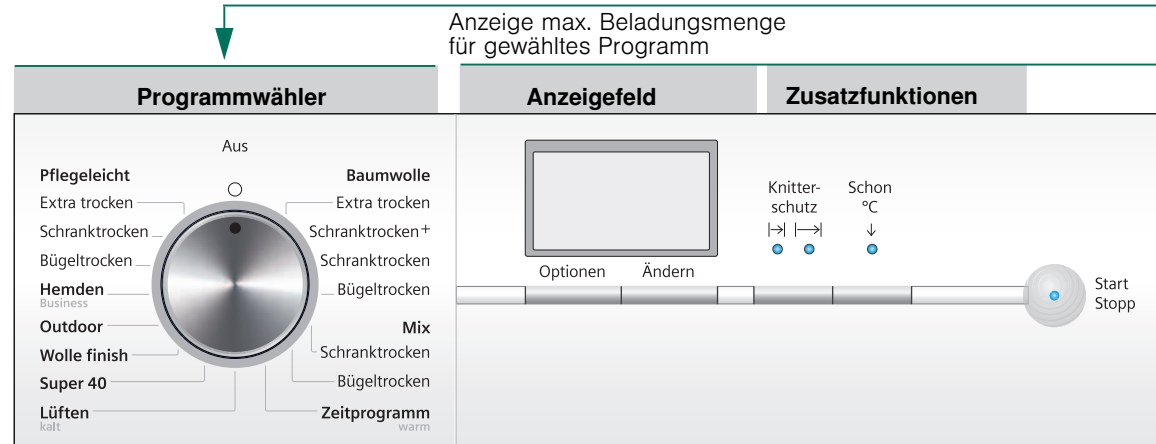 Anzeige max. Beladungsmenge
für gewähltes Programm
Programmwähler
Anzeigefeld
Zusatzfunktionen
Aus
Pflegeleicht
Extra trocken
Schranktrocken
Bügeltrocken
Hemden
Business
Outdoor
Wolle finish
Super 40
Lüften
kalt
Baumwolle
Extra trocken
Schranktrocken+
Schranktrocken
Bügeltrocken
Mix
Schranktrocken
Bügeltrocken
Zeitprogramm
warm
Optionen
Ändern
Knitter-
schutz
Schon
°C
Start
Stopp